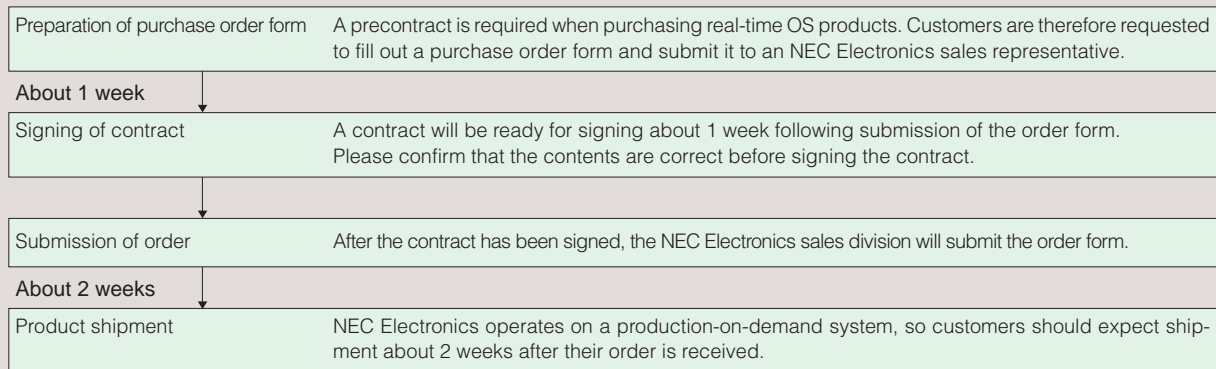 Preparation of purchase order form A precontract is required when purchasing real-time OS products. Customers are therefore requested
to fill out a purchase order form and submit it to an NEC Electronics sales representative.
About 1 week
Signing of contract A contract will be ready for signing about 1 week following submission of the order form.
Please confirm that the contents are correct before signing the contract.
Submission of order After the contract has been signed, the NEC Electronics sales division will submit the order form.
About 2 weeks
Product shipment NEC Electronics operates on a production-on-demand system, so customers should expect ship-
ment about 2 weeks after their order is received.